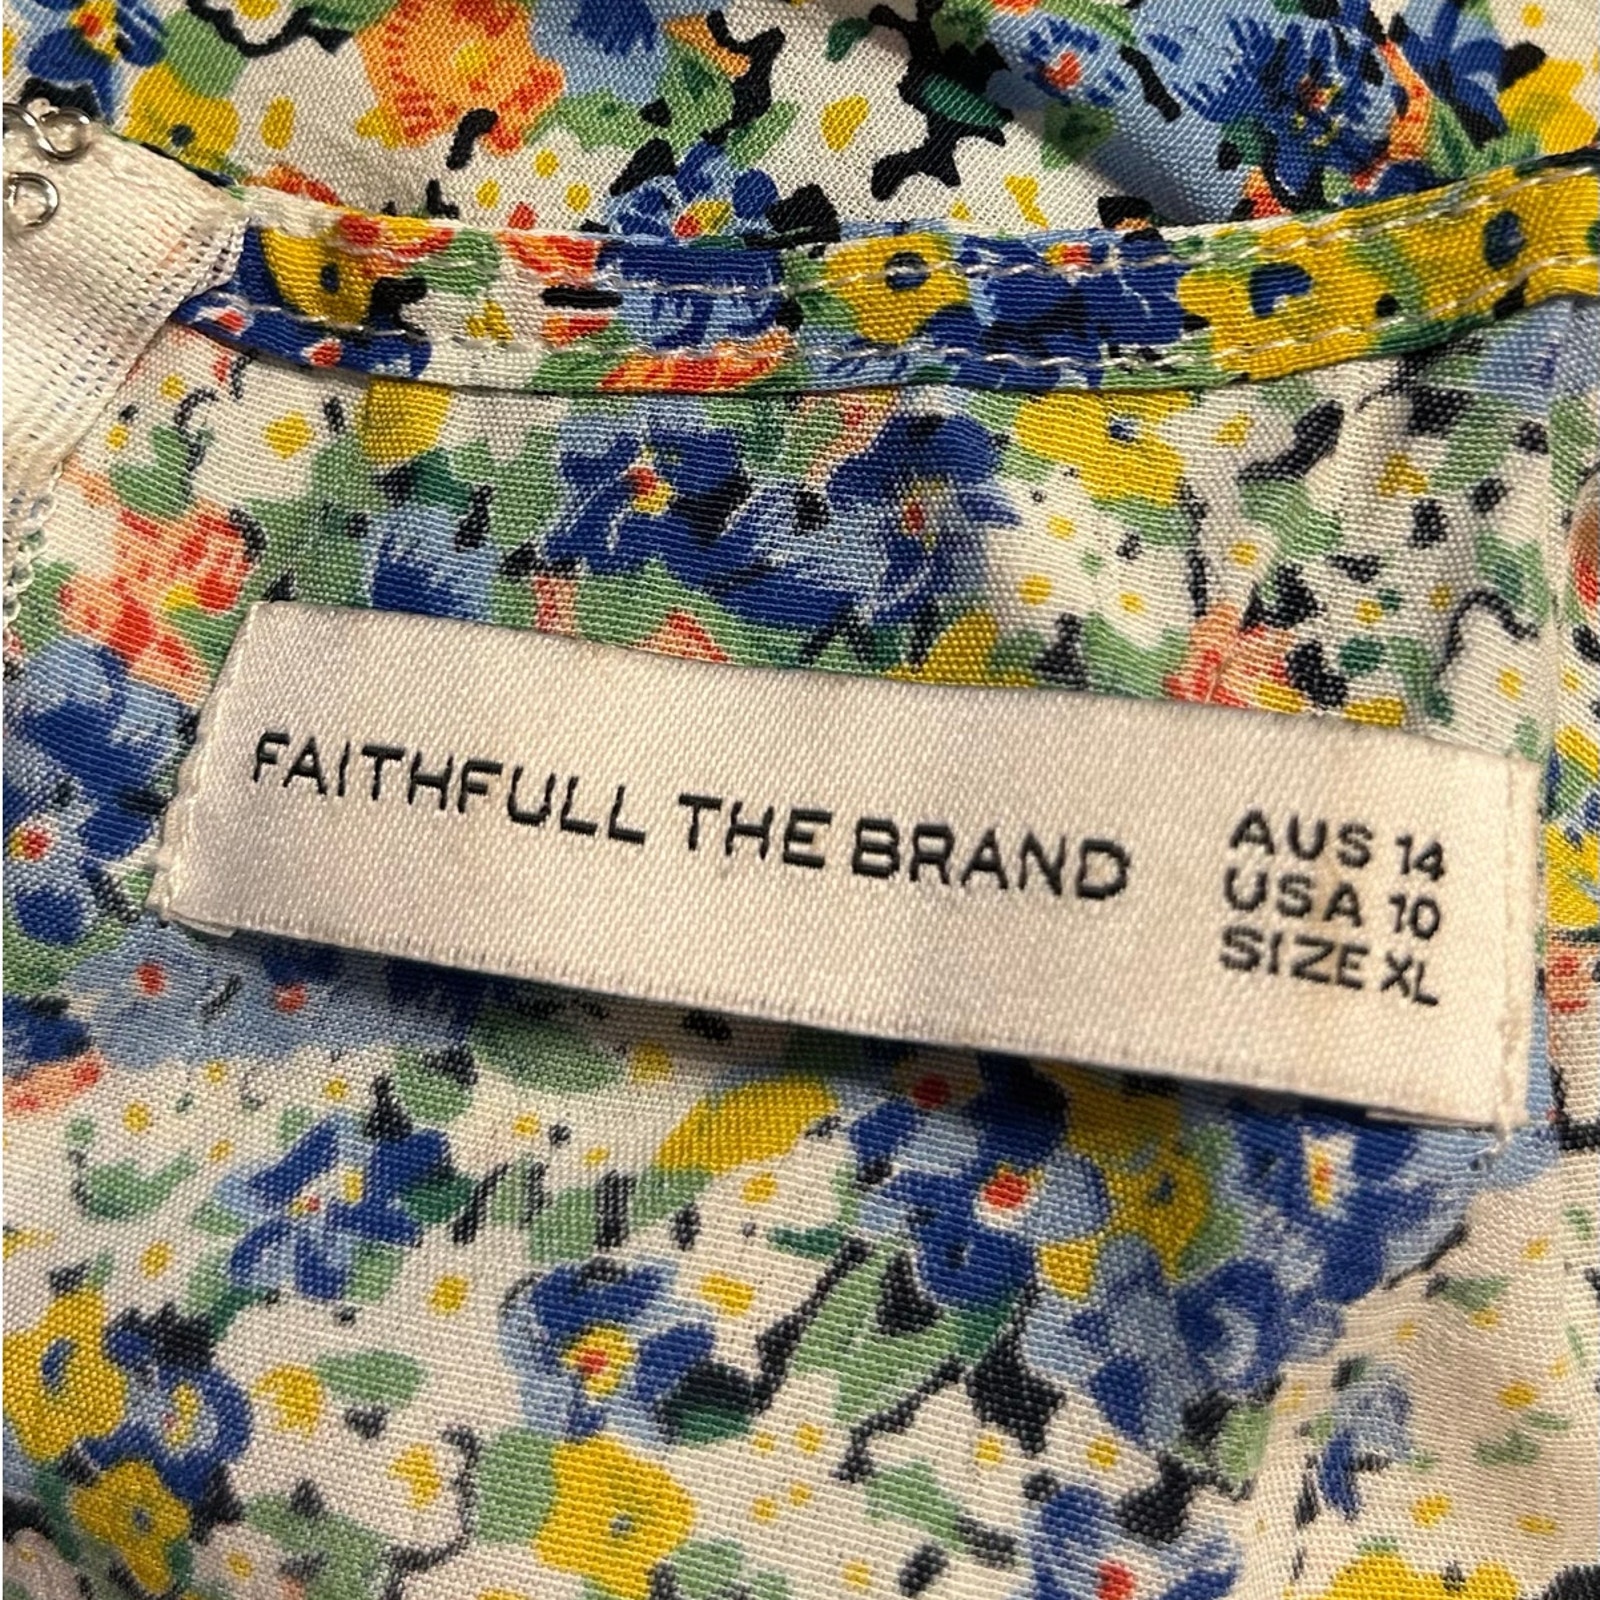 FAITHFULL THE BRAND
AUS 14
USA 10
SIZE XL